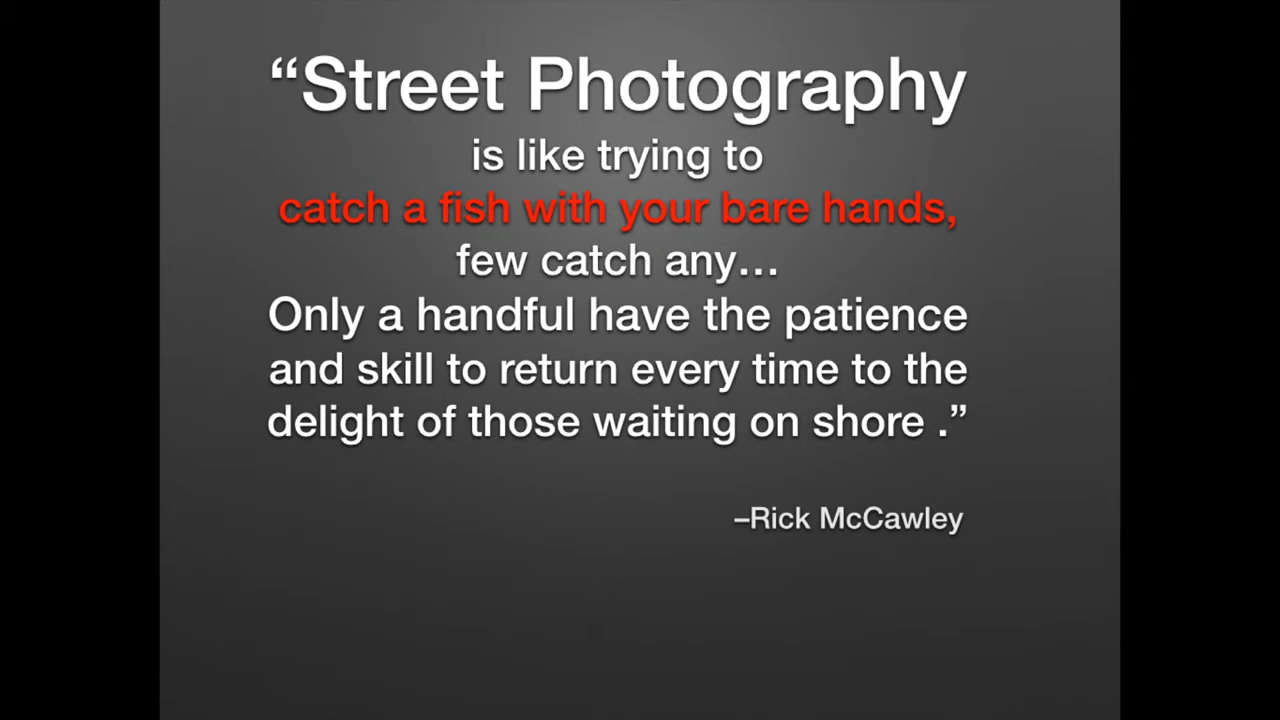 “Street Photography
is like trying to
catch a fish with your bare hands,
few catch any…
Only a handful have the patience
and skill to return every time to the
delight of those waiting on shore .”
–Rick McCawley